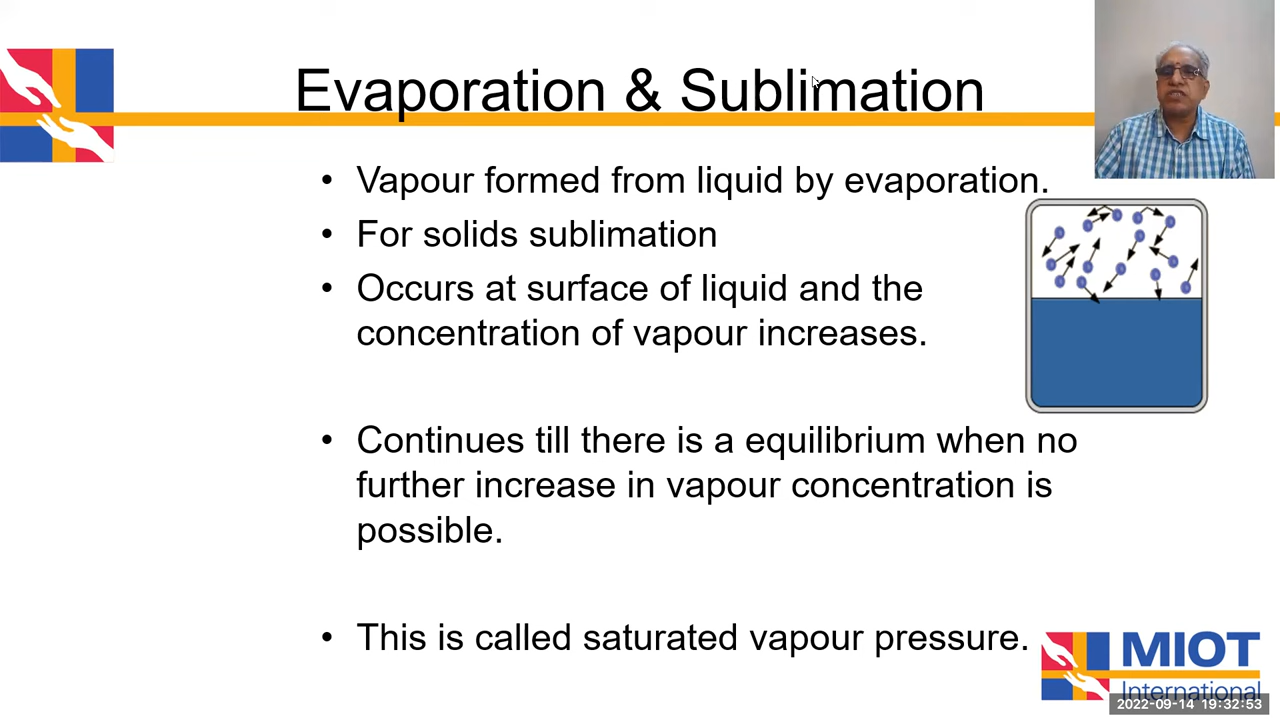 Evaporation & Sublimation
• Vapour formed from liquid by evaporation.
• For solids sublimation
• Occurs at surface of liquid and the
concentration of vapour increases.
• Continues till there is a equilibrium when no
further increase in vapour concentration is
possible.
• This is called saturated vapour pressure.
MIOT
International
2022-09-14 19:32:53